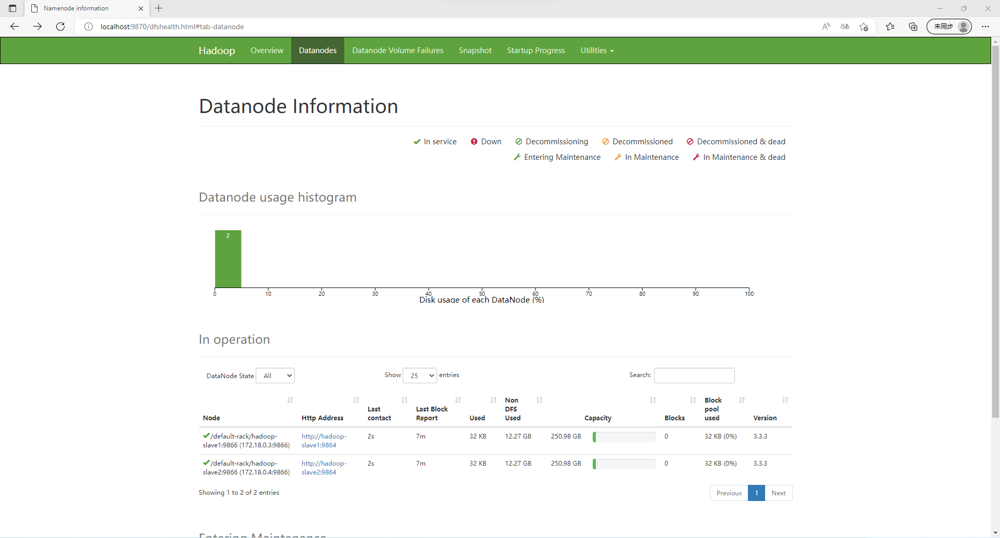 Namenode information
localhost:9870/dfshealth.html#tab-datanode
未同步
Hadoop Overview Datanodes Datanode Volume Failures Snapshot Startup Progress Utilities
Datanode Information
In service Down Decommissioning Decommissioned Decommissioned & dead
Entering Maintenance In Maintenance In Maintenance & dead
Datanode usage histogram
2
0 10 20 30 40 50 60 70 80 90 100
Disk usage of each DataNode (%)
In operation
DataNode State All Show 25 entries Search:
Node Http Address Last contact Last Block Report Used Non DFS Used Capacity Blocks Block pool used Version
/default-rack/hadoop- http://hadoop- 2s 7m 32 KB 12.27 GB 250.98 GB 0 32 KB (0%) 3.3.3
slave1:9866 (172.18.0.3:9866) slave1:9864
/default-rack/hadoop- http://hadoop- 2s 7m 32 KB 12.27 GB 250.98 GB 0 32 KB (0%) 3.3.3
slave2:9866 (172.18.0.4:9866) slave2:9864
Showing 1 to 2 of 2 entries Previous 1 Next
Entering Maintenance